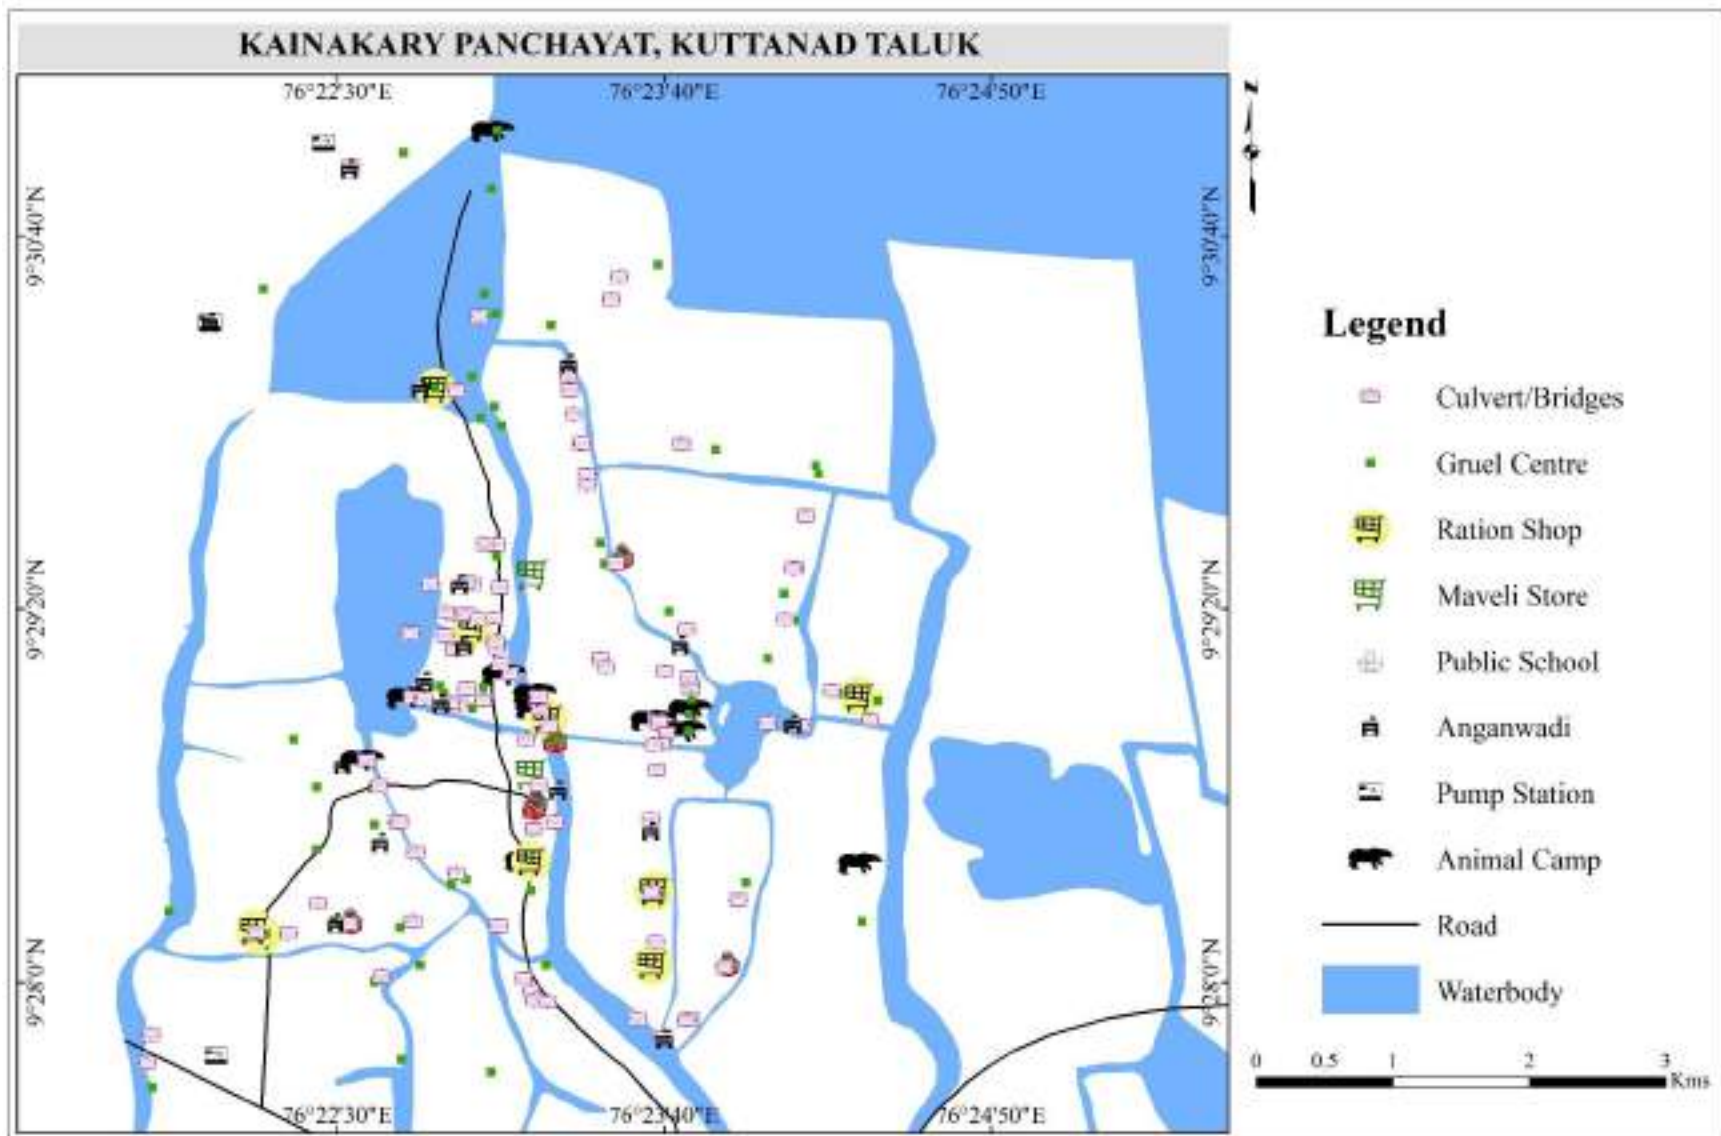 KAINAKARY PANCHAYAT, KUTTANAD TALUK
76°22'30"E
76°23'40"E
76°24'50"E
N
9°30'40"N
9°30'40"N
9°29'20"N
9°29'20"N
9°28'0"N
9°28'0"N
76°22'30"E
76°23'40"E
76°24'50"E
Legend
Culvert/Bridges
Gruel Centre
Ration Shop
Maveli Store
Public School
Anganwadi
Pump Station
Animal Camp
Road
Waterbody
0 0.5 1 2 3
Kms